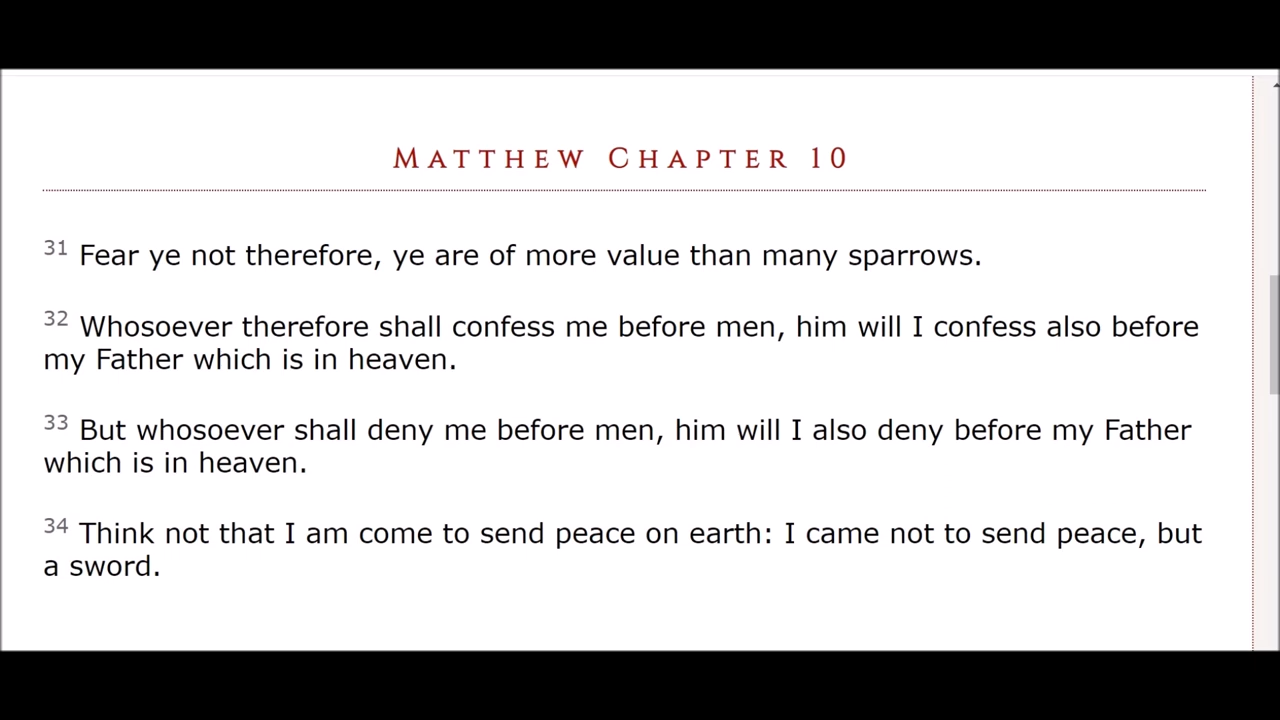 MATTHEW CHAPTER 10
31 Fear ye not therefore, ye are of more value than many sparrows.
32 Whosoever therefore shall confess me before men, him will I confess also before
my Father which is in heaven.
33 But whosoever shall deny me before men, him will I also deny before my Father
which is in heaven.
34 Think not that I am come to send peace on earth: I came not to send peace, but
a sword.